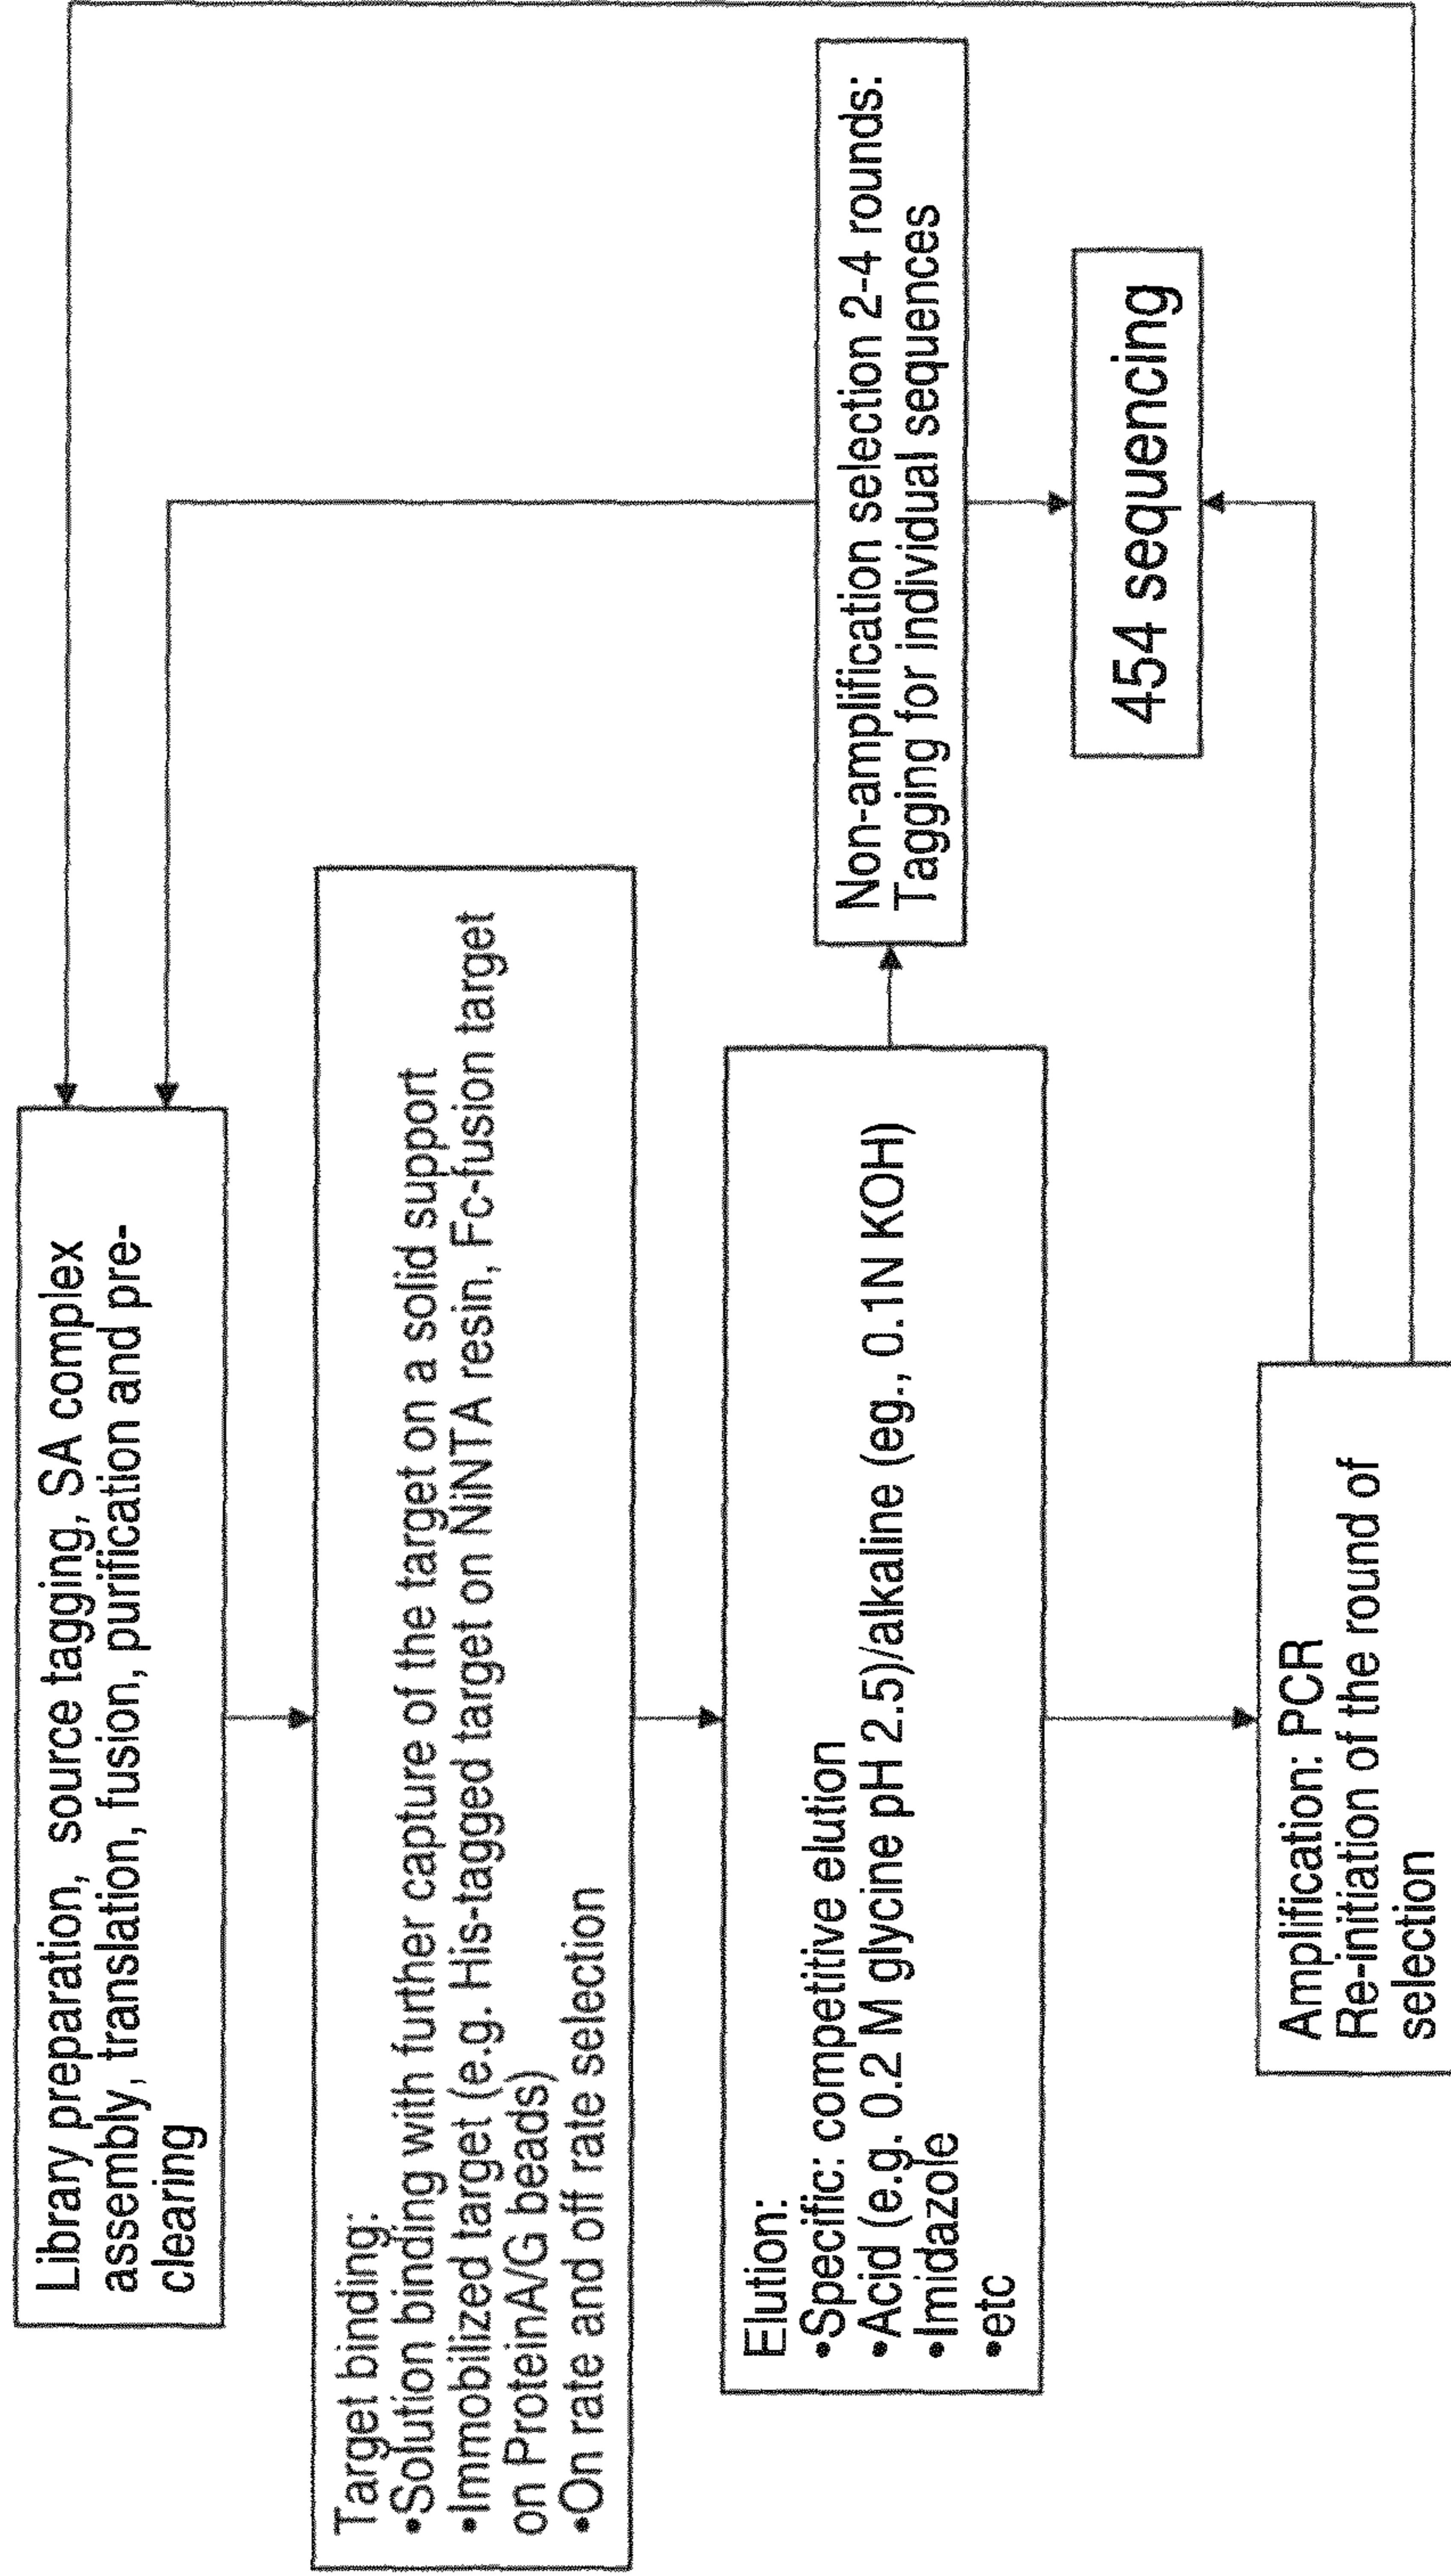 Library preparation, source tagging, SA complex
assembly, translation, fusion, purification and pre-
clearing
Target binding:
•Solution binding with further capture of the target on a solid support
•Immobilized target (e.g. His-tagged target on NiNTA resin, Fc-fusion target
on ProteinA/G beads)
•On rate and off rate selection
Elution:
•Specific: competitive elution
•Acid (e.g. 0.2 M glycine pH 2.5)/alkaline (eg., 0.1N KOH)
•Imidazole
•etc
Non-amplification selection 2-4 rounds:
Tagging for individual sequences
454 sequencing
Amplification: PCR
Re-initiation of the round of
selection